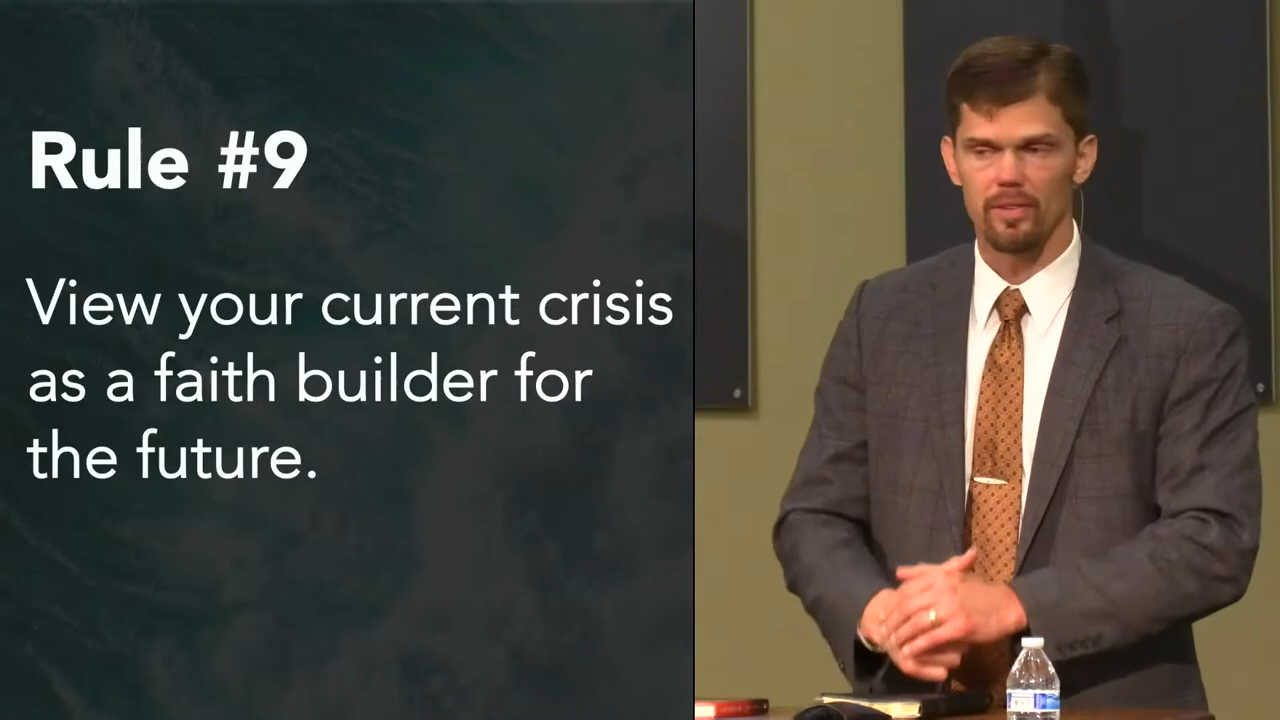 Rule #9
View your current crisis
as a faith builder for
the future.